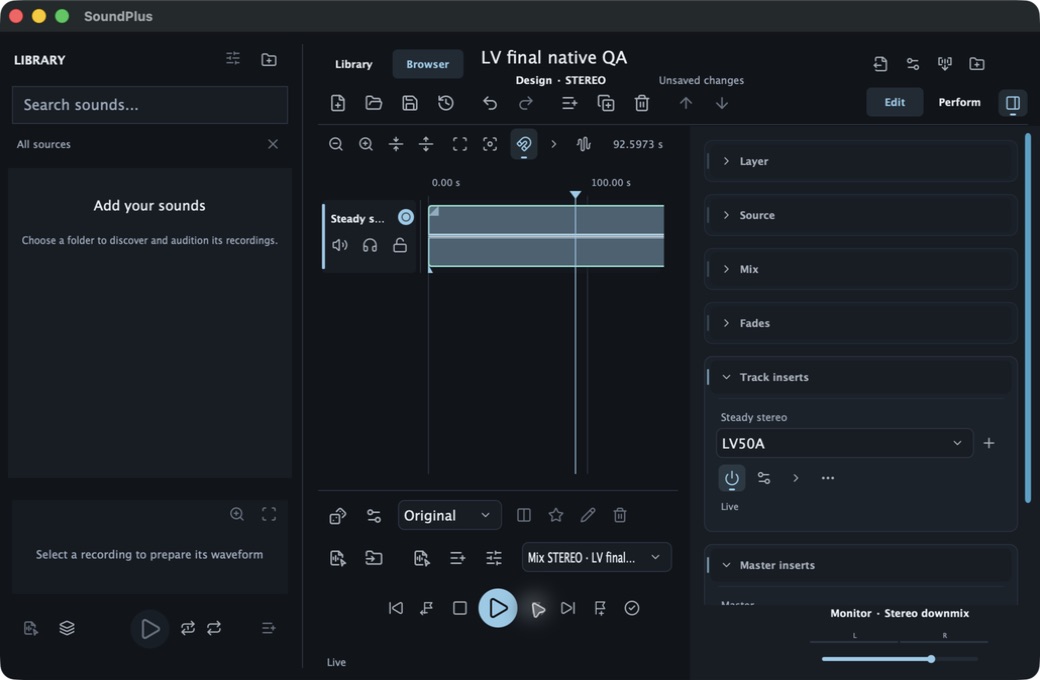 SoundPlus
LIBRARY
Search sounds...
All sources
Add your sounds
Choose a folder to discover and audition its recordings.
Select a recording to prepare its waveform
Library
Browser
LV final native QA
Design · STEREO
Unsaved changes
Edit
Perform
92.5973 s
0.00 s
100.00 s
Steady s...
Original
Mix STEREO - LV final...
Live
Layer
Source
Mix
Fades
Track inserts
Steady stereo
LV50A
Live
Master inserts
Master
Monitor · Stereo downmix
L
R